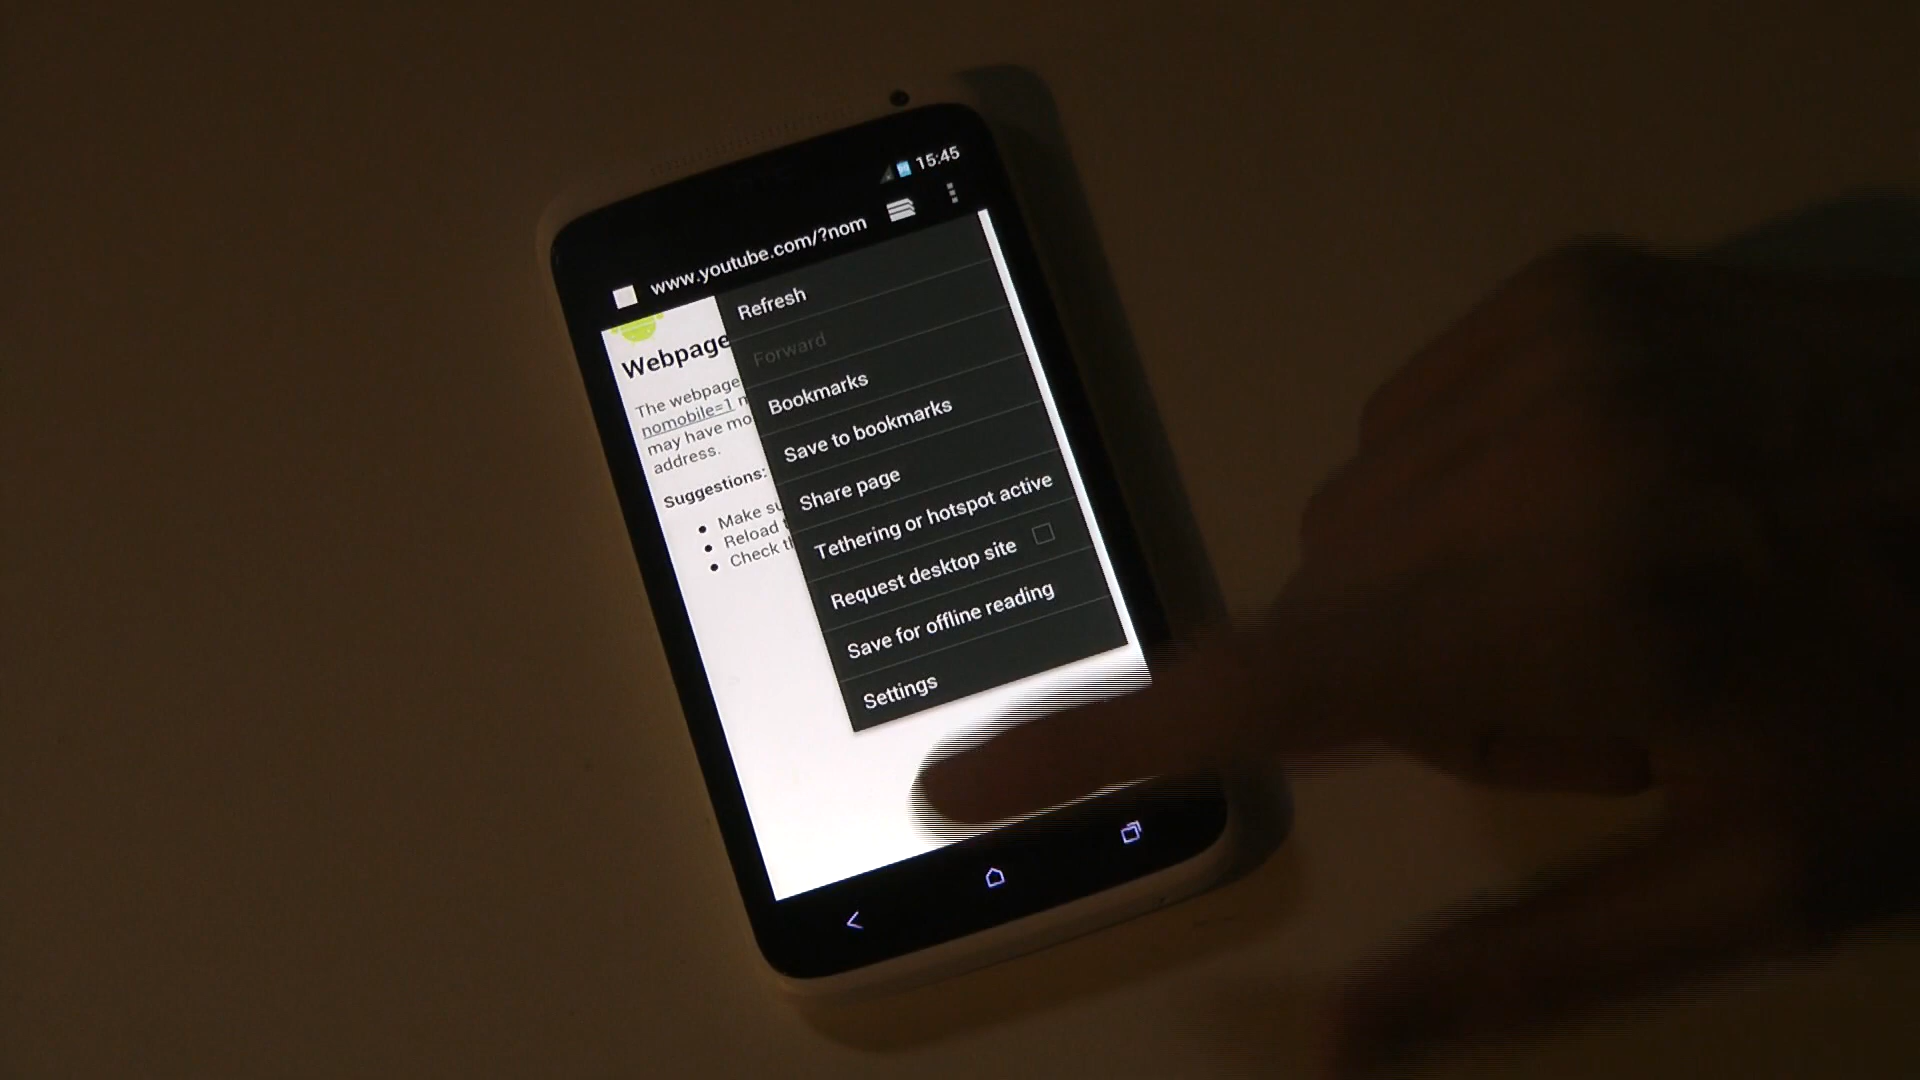 15:45
www.youtube.com/?nom
Refresh
Forward
Bookmarks
Save to bookmarks
Share page
Tethering or hotspot active
Request desktop site
Save for offline reading
Settings
Webpage
The webpage
nomobile=1
may have mo
address.
Suggestions:
Make su
Reload
Check